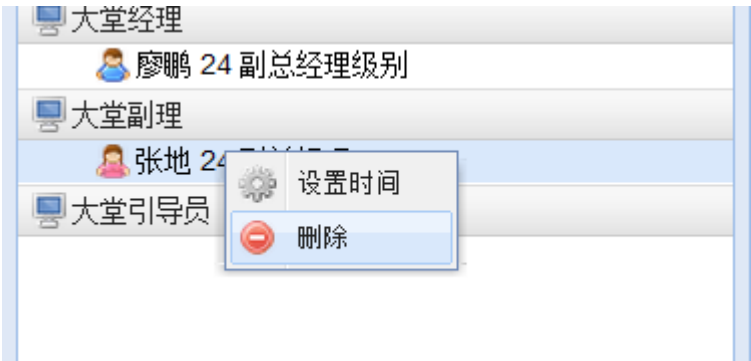 大堂经理
廖鹏 24 副总经理级别
大堂副理
张地 24
设置时间
大堂引导员
删除